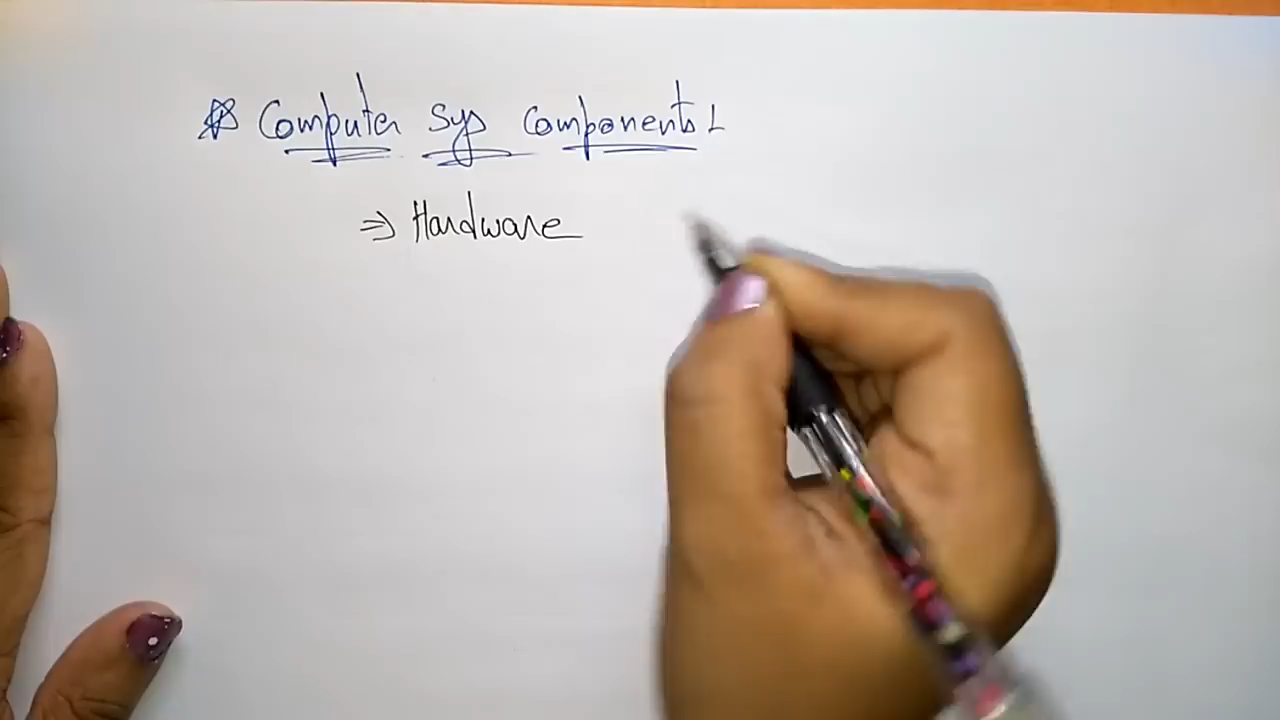 ☆ Computer Sys Components :-
⇒ Hardware